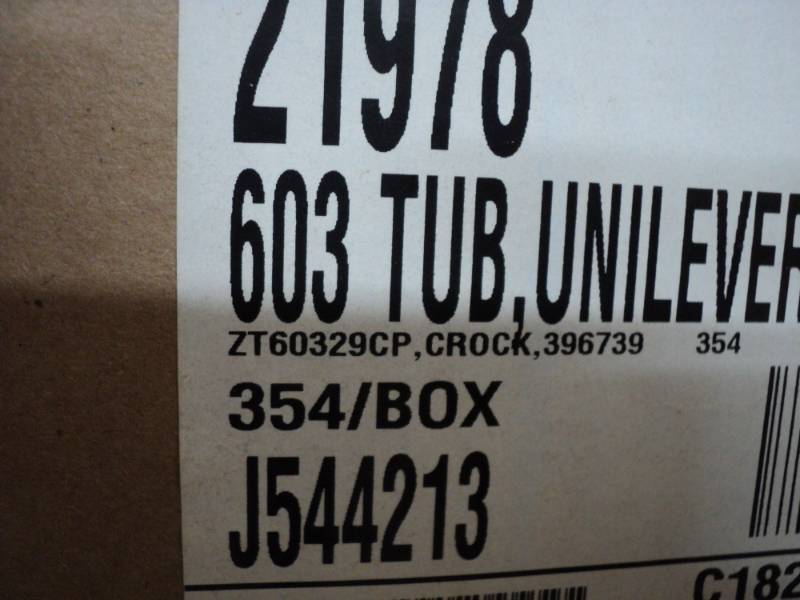 21978
603 TUB,UNILEVER
ZT60329CP,CROCK,396739 354
354/BOX
J544213
C182